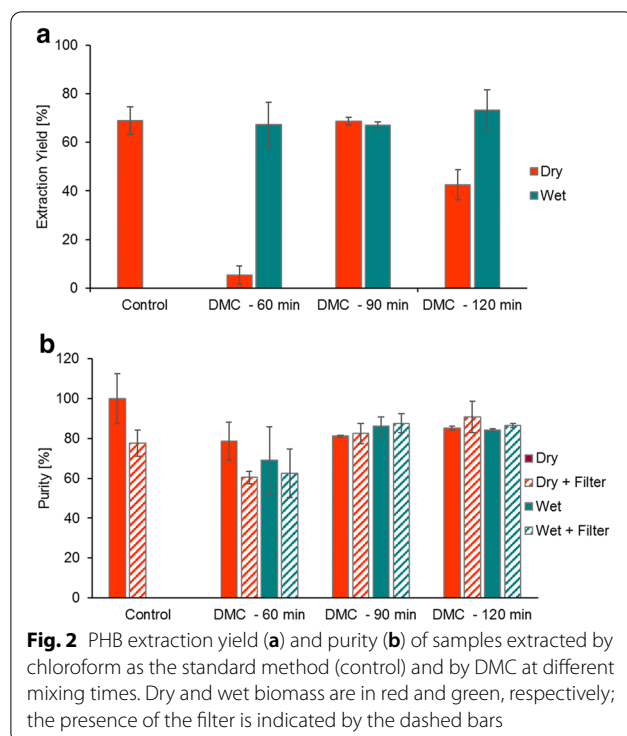 a
100
80
60
40
20
0
Extraction Yield [%]
Control
DMC - 60 min
DMC - 90 min
DMC - 120 min
Dry
Wet
b
120
100
80
60
40
20
0
Purity [%]
Control
DMC - 60 min
DMC - 90 min
DMC - 120 min
Dry
Dry + Filter
Wet
Wet + Filter
Fig. 2 PHB extraction yield (a) and purity (b) of samples extracted by
chloroform as the standard method (control) and by DMC at different
mixing times. Dry and wet biomass are in red and green, respectively;
the presence of the filter is indicated by the dashed bars